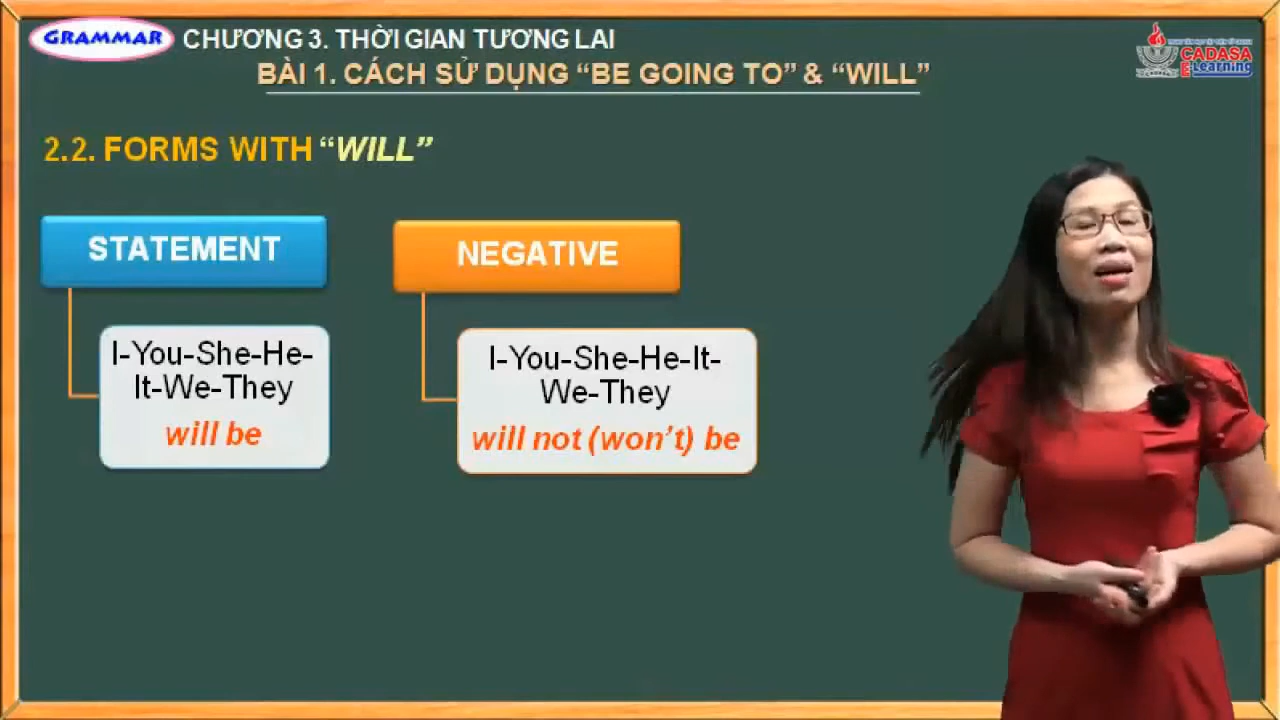 GRAMMAR
CHƯƠNG 3. THỜI GIAN TƯƠNG LAI
BÀI 1. CÁCH SỬ DỤNG “BE GOING TO” & “WILL”
CADASA
E-Learning
2.2. FORMS WITH “WILL”
STATEMENT
I-You-She-He-
It-We-They
will be
NEGATIVE
I-You-She-He-It-
We-They
will not (won’t) be